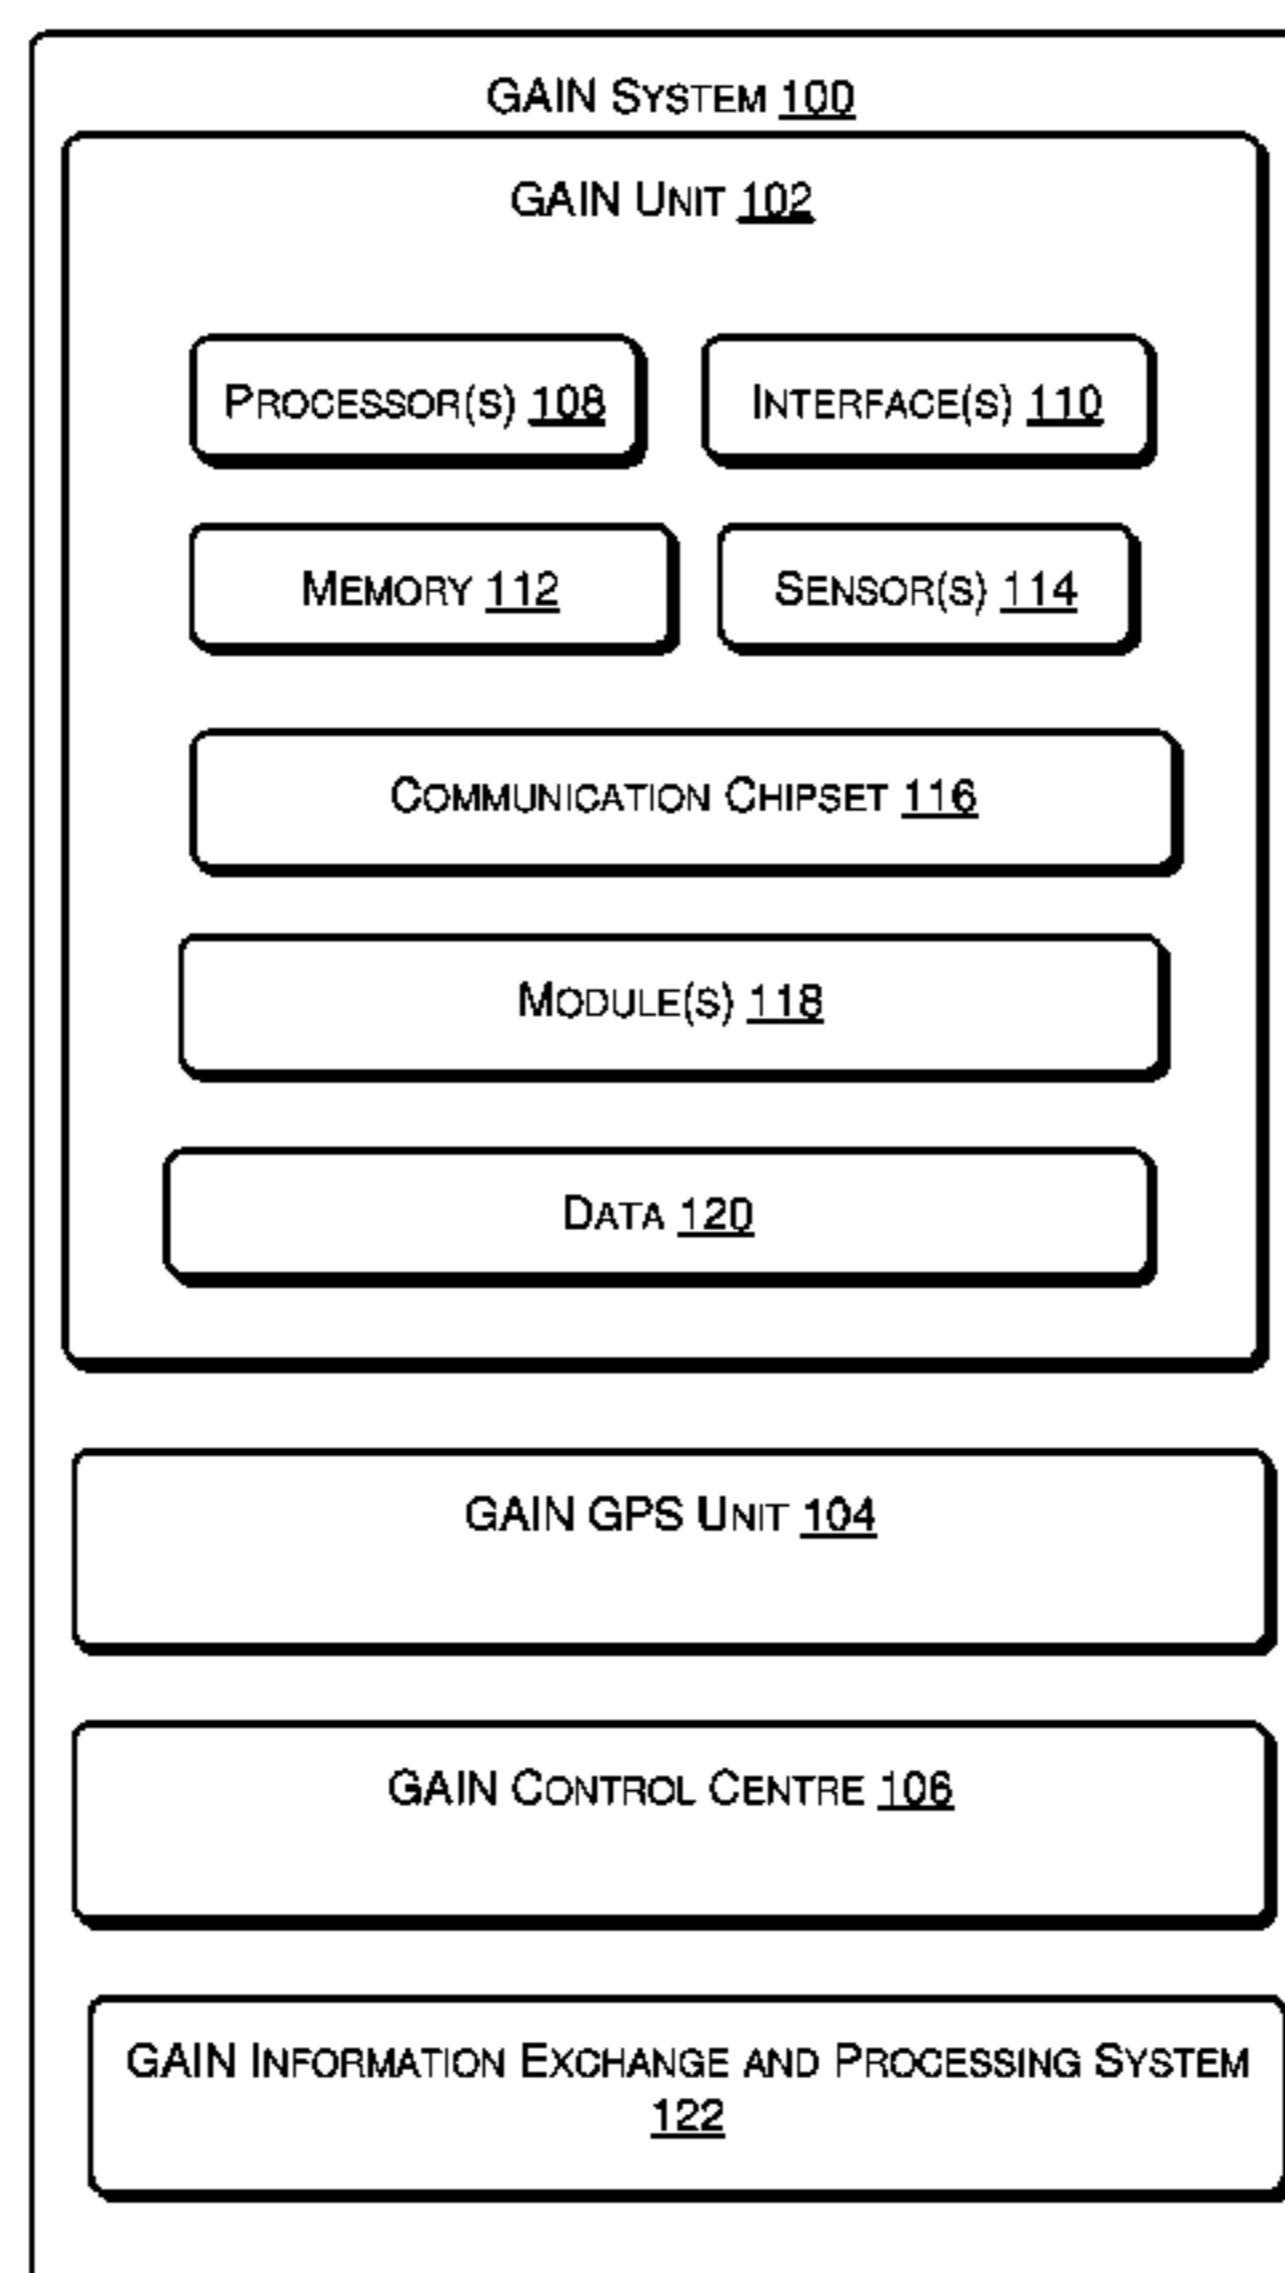 GAIN SYSTEM 100
GAIN UNIT 102
PROCESSOR(S) 108
INTERFACE(S) 110
MEMORY 112
SENSOR(S) 114
COMMUNICATION CHIPSET 116
MODULE(S) 118
DATA 120
GAIN GPS UNIT 104
GAIN CONTROL CENTRE 106
GAIN INFORMATION EXCHANGE AND PROCESSING SYSTEM
122